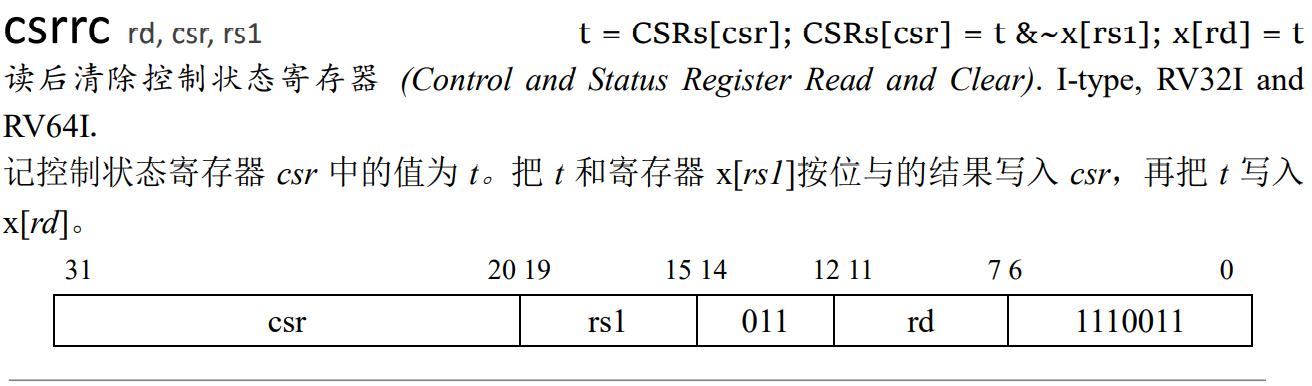 csrrc rd, csr, rs1 t = CSRs[csr]; CSRs[csr] = t &~x[rs1]; x[rd] = t
读后清除控制状态寄存器 (Control and Status Register Read and Clear). I-type, RV32I and
RV64I.
记控制状态寄存器 csr 中的值为 t。把 t 和寄存器 x[rs1]按位与的结果写入 csr，再把 t 写入
x[rd]。
31 20 19 15 14 12 11 7 6 0
csr rs1 011 rd 1110011